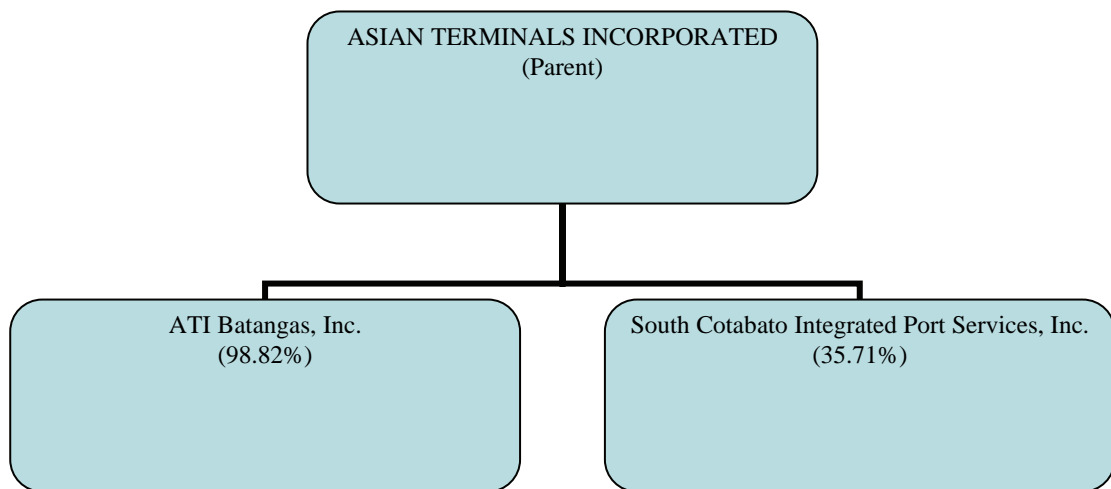 ASIAN TERMINALS INCORPORATED
(Parent)
ATI Batangas, Inc.
(98.82%)
South Cotabato Integrated Port Services, Inc.
(35.71%)